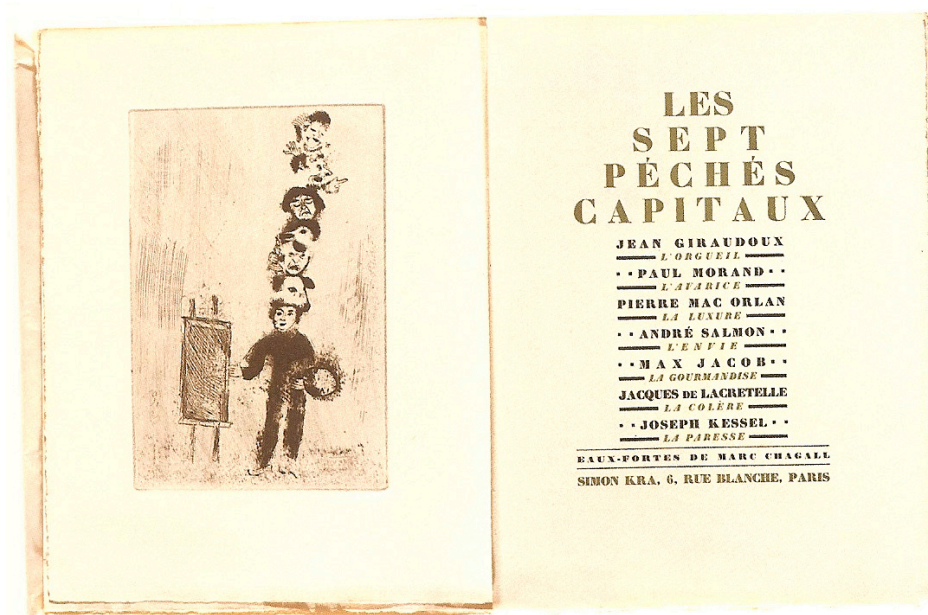 LES
SEPT
PÉCHÉS
CAPITAUX
JEAN GIRAUDOUX
L'ORGUEIL
PAUL MORAND
L'AVARICE
PIERRE MAC ORLAN
LA LUXURE
ANDRÉ SALMON
L'ENVIE
MAX JACOB
LA GOURMANDISE
JACQUES DE LACRETELLE
LA COLÈRE
JOSEPH KESSEL
LA PARESSE
EAUX-FORTES DE MARC CHAGALL
SIMON KRA, 6, RUE BLANCHE, PARIS